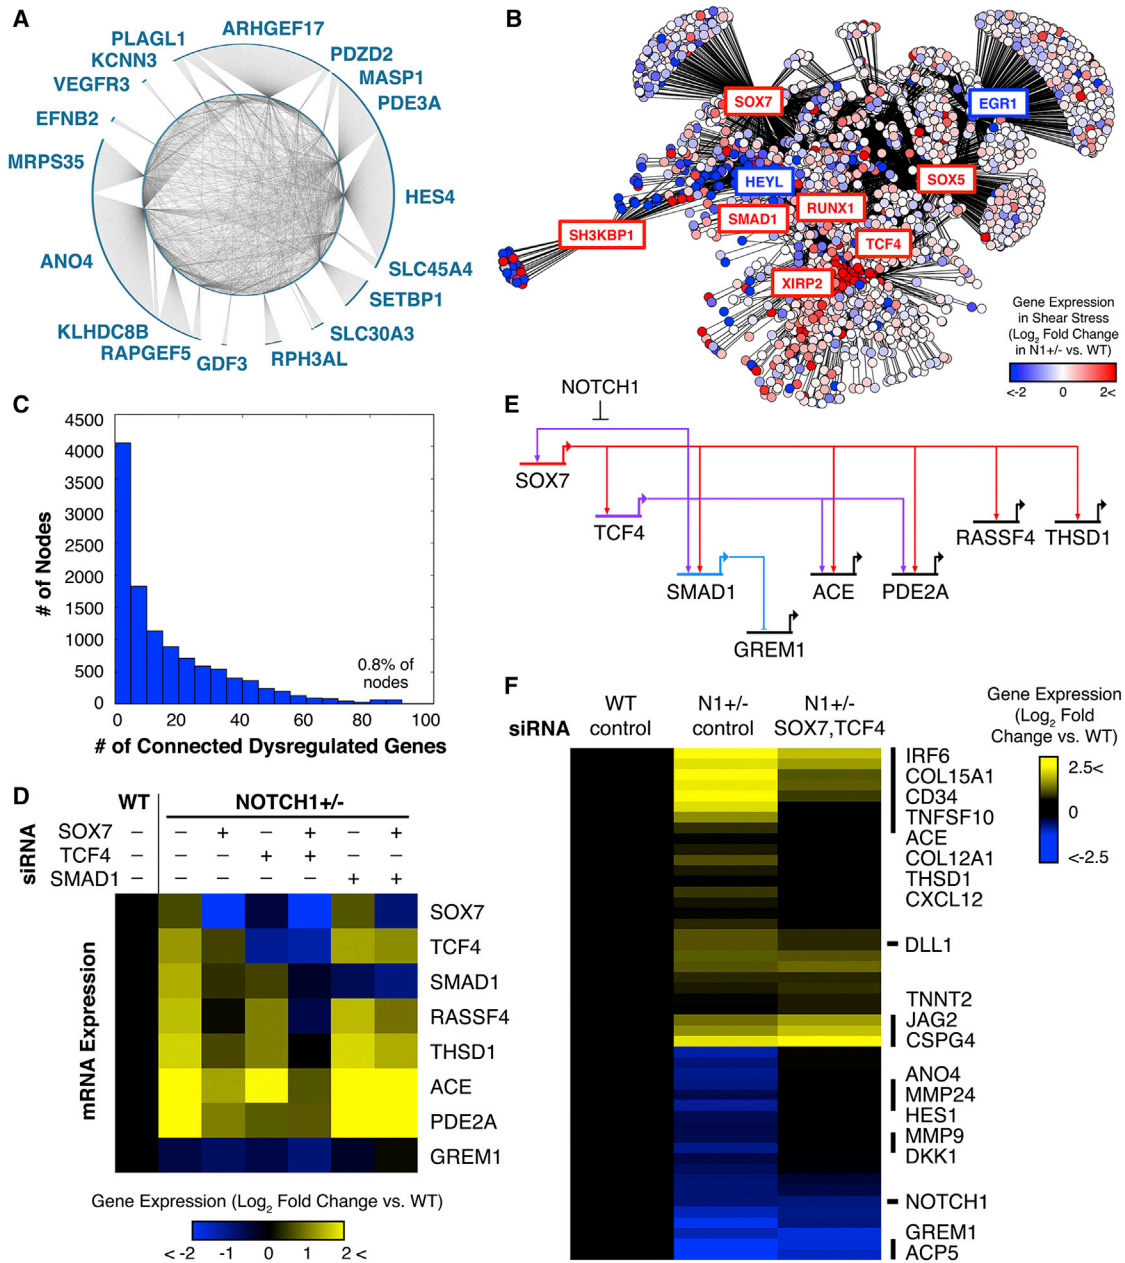 A
ARHGEF17
PLAGL1
KCNN3
VEGFR3
EFNB2
MRPS35
ANO4
KLHDC8B
RAPGEF5
GDF3
RPH3AL
SLC30A3
SETBP1
SLC45A4
HES4
PDE3A
MASP1
PDZD2
B
SOX7
EGR1
HEYL
SOX5
RUNX1
SMAD1
SH3KBP1
TCF4
XIRP2
Gene Expression
in Shear Stress
(Log2 Fold Change
in N1+/- vs. WT)
<-2 0 2<
C
# of Nodes
4500
4000
3500
3000
2500
2000
1500
1000
500
0
0 20 40 60 80 100
0.8% of
nodes
# of Connected Dysregulated Genes
D
WT NOTCH1+/-
siRNA
SOX7 – – + – + – +
TCF4 – – – + + – –
SMAD1 – – – – – + +
mRNA Expression
SOX7
TCF4
SMAD1
RASSF4
THSD1
ACE
PDE2A
GREM1
Gene Expression (Log2 Fold Change vs. WT)
< -2 -1 0 1 2 <
E
NOTCH1
SOX7
TCF4
RASSF4 THSD1
SMAD1 ACE PDE2A
GREM1
F
siRNA
WT
control
N1+/-
control
N1+/-
SOX7,TCF4
Gene Expression
(Log2 Fold
Change vs. WT)
2.5<
0
<-2.5
IRF6
COL15A1
CD34
TNFSF10
ACE
COL12A1
THSD1
CXCL12
DLL1
TNNT2
JAG2
CSPG4
ANO4
MMP24
HES1
MMP9
DKK1
NOTCH1
GREM1
ACP5